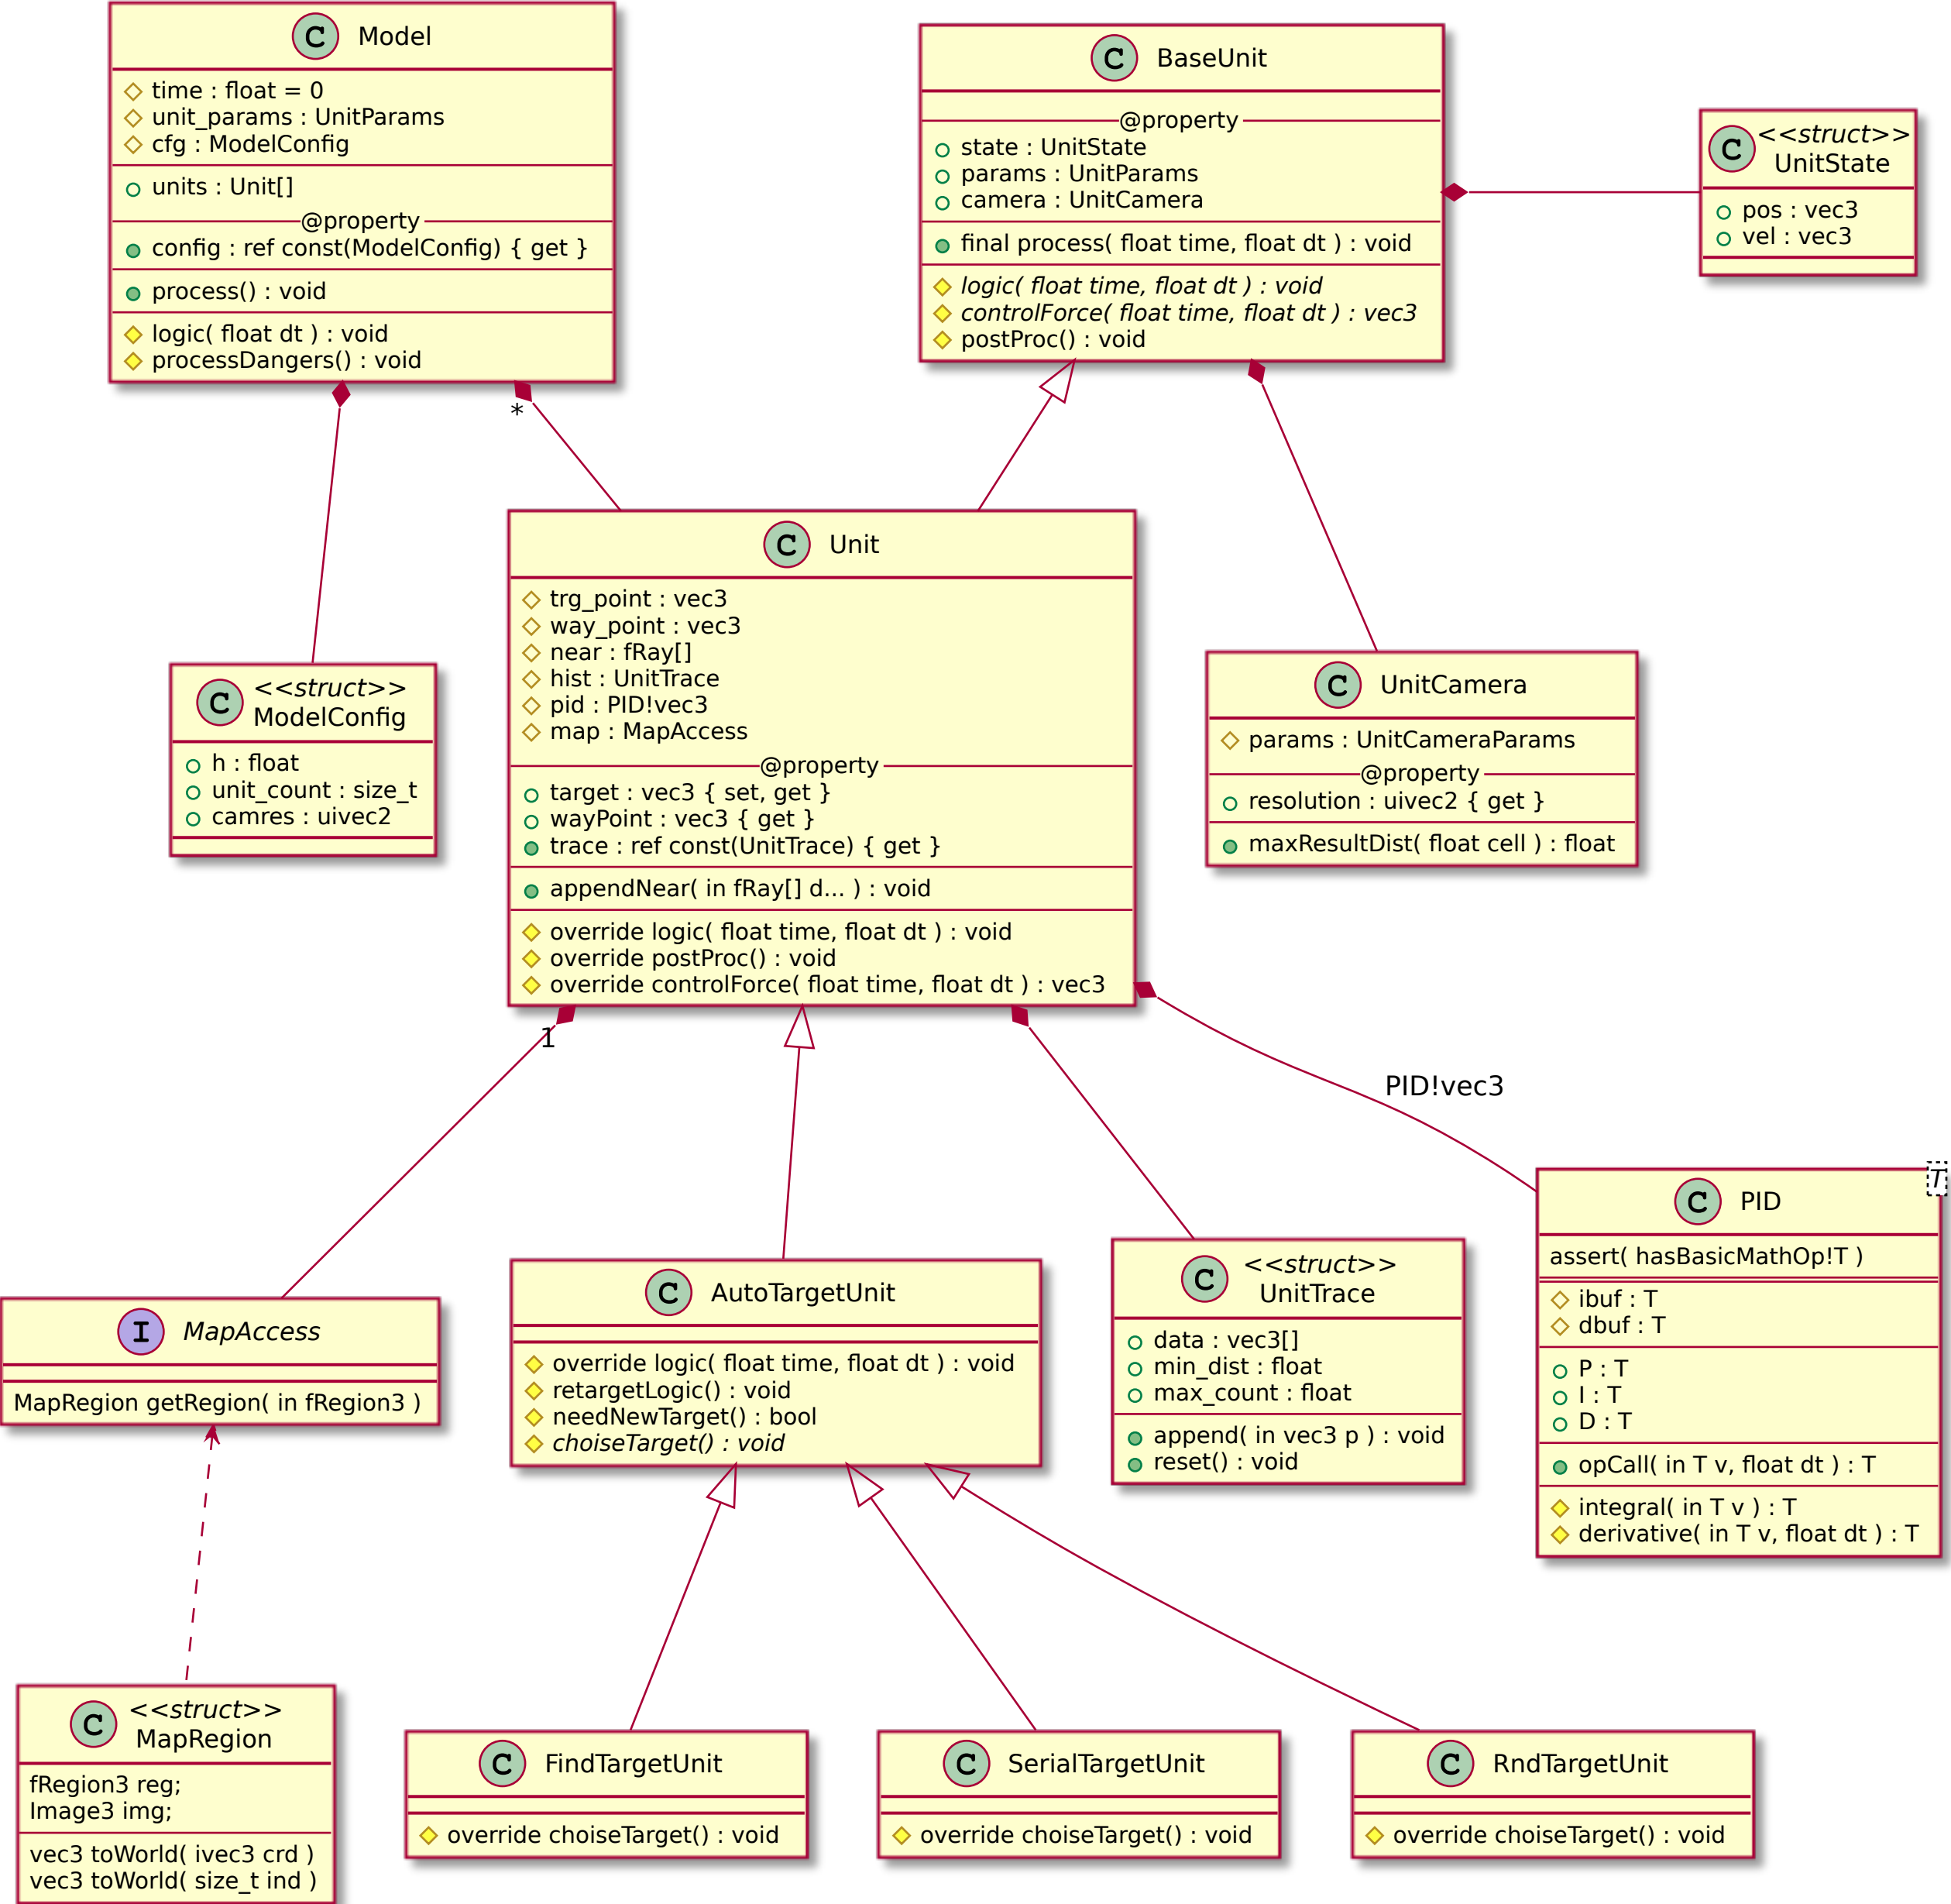 C Model
time : float = 0
unit_params : UnitParams
cfg : ModelConfig
units : Unit[]
@property
config : ref const(ModelConfig) { get }
process() : void
logic( float dt ) : void
processDangers() : void
C BaseUnit
@property
state : UnitState
params : UnitParams
camera : UnitCamera
final process( float time, float dt ) : void
logic( float time, float dt ) : void
controlForce( float time, float dt ) : vec3
postProc() : void
C <<struct>>
UnitState
pos : vec3
vel : vec3
*
C Unit
trg_point : vec3
way_point : vec3
near : fRay[]
hist : UnitTrace
pid : PID!vec3
map : MapAccess
@property
target : vec3 { set, get }
wayPoint : vec3 { get }
trace : ref const(UnitTrace) { get }
appendNear( in fRay[] d... ) : void
override logic( float time, float dt ) : void
override postProc() : void
override controlForce( float time, float dt ) : vec3
C <<struct>>
ModelConfig
h : float
unit_count : size_t
camres : uivec2
C UnitCamera
params : UnitCameraParams
@property
resolution : uivec2 { get }
maxResultDist( float cell ) : float
1
PID!vec3
I MapAccess
MapRegion getRegion( in fRegion3 )
C AutoTargetUnit
override logic( float time, float dt ) : void
retargetLogic() : void
needNewTarget() : bool
choiseTarget() : void
C <<struct>>
UnitTrace
data : vec3[]
min_dist : float
max_count : float
append( in vec3 p ) : void
reset() : void
T
C PID
assert( hasBasicMathOp!T )
ibuf : T
dbuf : T
P : T
I : T
D : T
opCall( in T v, float dt ) : T
integral( in T v ) : T
derivative( in T v, float dt ) : T
C <<struct>>
MapRegion
fRegion3 reg;
Image3 img;
vec3 toWorld( ivec3 crd )
vec3 toWorld( size_t ind )
C FindTargetUnit
override choiseTarget() : void
C SerialTargetUnit
override choiseTarget() : void
C RndTargetUnit
override choiseTarget() : void